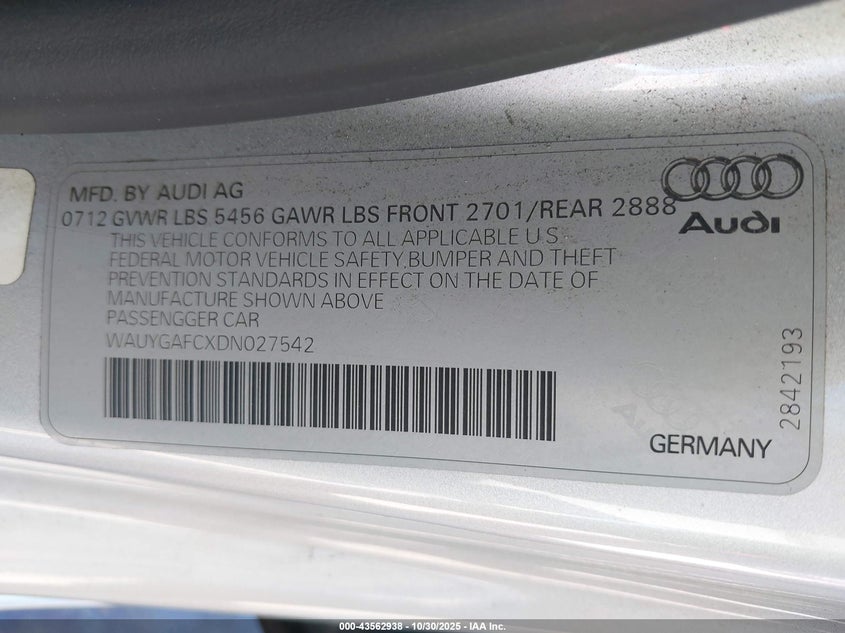 MFD. BY AUDI AG
0712 GVWR LBS 5456 GAWR LBS FRONT 2701/REAR 2888
Audi
THIS VEHICLE CONFORMS TO ALL APPLICABLE U.S.
FEDERAL MOTOR VEHICLE SAFETY, BUMPER AND THEFT
PREVENTION STANDARDS IN EFFECT ON THE DATE OF
MANUFACTURE SHOWN ABOVE
PASSENGGER CAR
WAUYGAFCXDN027542
2842193
GERMANY
000-43562938 - 10/30/2025 - IAA Inc.